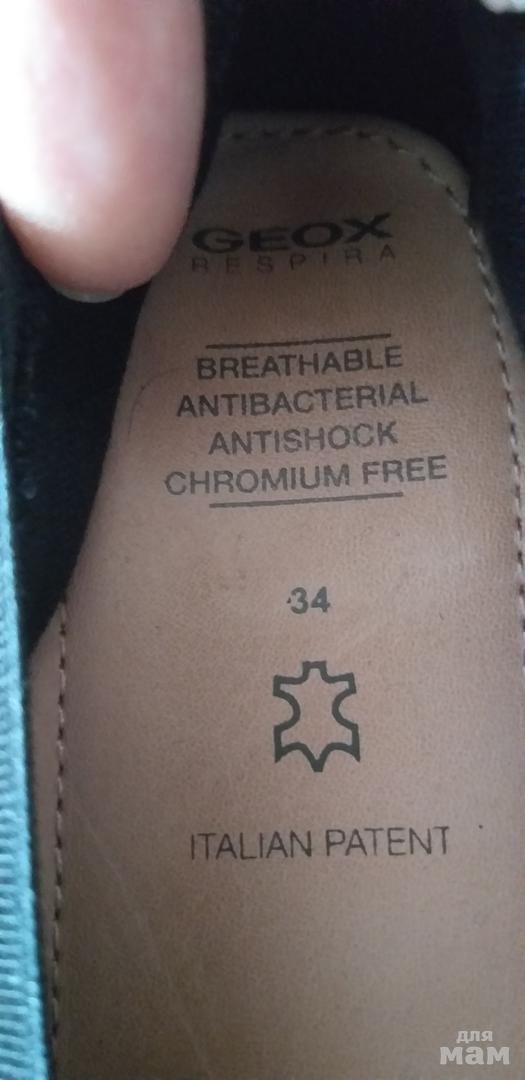 GEOX
RESPIRA
BREATHABLE
ANTIBACTERIAL
ANTISHOCK
CHROMIUM FREE
34
ITALIAN PATENT
для
мам